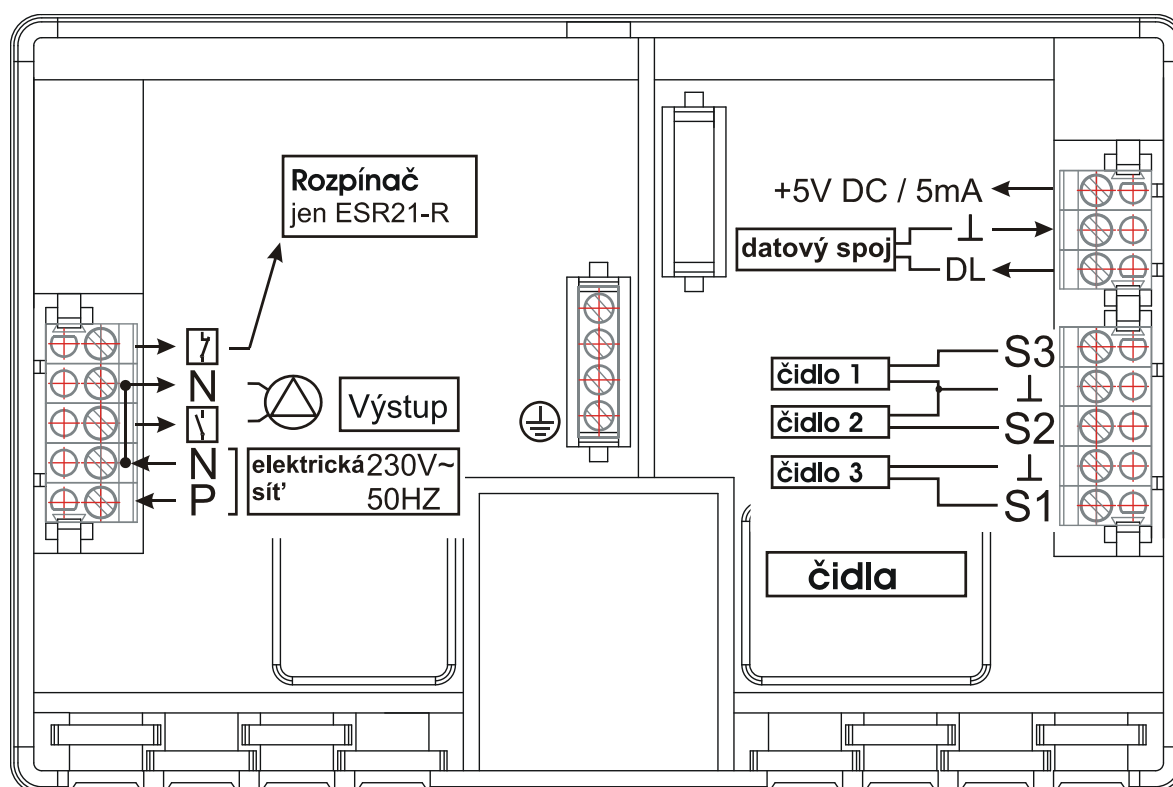 Rozpínač
jen ESR21-R
N
Výstup
N
P
elektrická 230V~
síť 50HZ
+5V DC / 5mA
datový spoj
DL
čidlo 1
čidlo 2
čidlo 3
S3
S2
S1
čidla